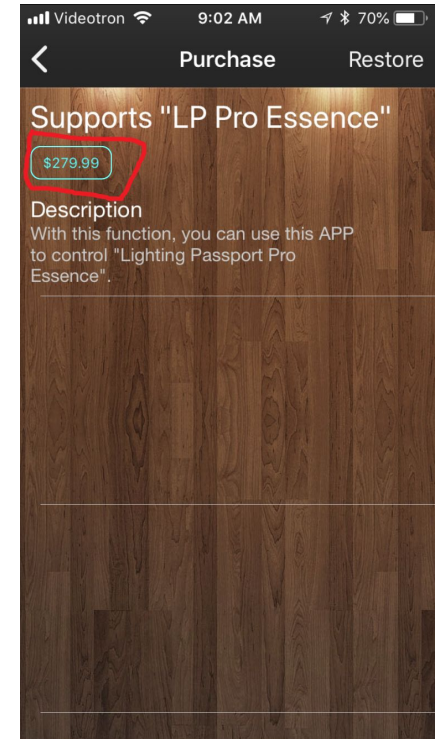 Videotron 9:02 AM 70%
Purchase Restore
Supports "LP Pro Essence"
$279.99
Description
With this function, you can use this APP
to control "Lighting Passport Pro
Essence".